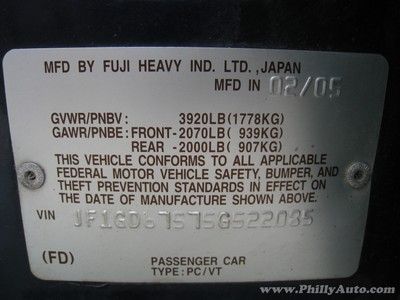 MFD BY FUJI HEAVY IND. LTD., JAPAN
MFD IN 02/05
GVWR/PNBV: 3920LB(1778KG)
GAWR/PNBE: FRONT-2070LB( 939KG)
REAR -2000LB( 907KG)
THIS VEHICLE CONFORMS TO ALL APPLICABLE
FEDERAL MOTOR VEHICLE SAFETY, BUMPER, AND
THEFT PREVENTION STANDARDS IN EFFECT ON
THE DATE OF MANUFACTURE SHOWN ABOVE.
VIN JF1GD67575G522035
(FD) PASSENGER CAR
TYPE: PC/VT
www.PhillyAuto.com